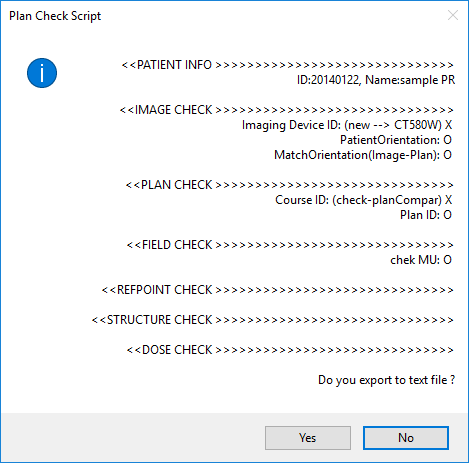 Plan Check Script
<<PATIENT INFO >>>>>>>>>>>>>>>>>>>>>>>>>>>>>>
ID:20140122, Name:sample PR
<<IMAGE CHECK >>>>>>>>>>>>>>>>>>>>>>>>>>>>>>
Imaging Device ID: (new --> CT580W) X
PatientOrientation: O
MatchOrientation(Image-Plan): O
<<PLAN CHECK >>>>>>>>>>>>>>>>>>>>>>>>>>>>>>
Course ID: (check-planCompar) X
Plan ID: O
<<FIELD CHECK >>>>>>>>>>>>>>>>>>>>>>>>>>>>>>
chek MU: O
<<REFPOINT CHECK >>>>>>>>>>>>>>>>>>>>>>>>>>>>>>
<<STRUCTURE CHECK >>>>>>>>>>>>>>>>>>>>>>>>>>>>>>
<<DOSE CHECK >>>>>>>>>>>>>>>>>>>>>>>>>>>>>>
Do you export to text file ?
Yes No